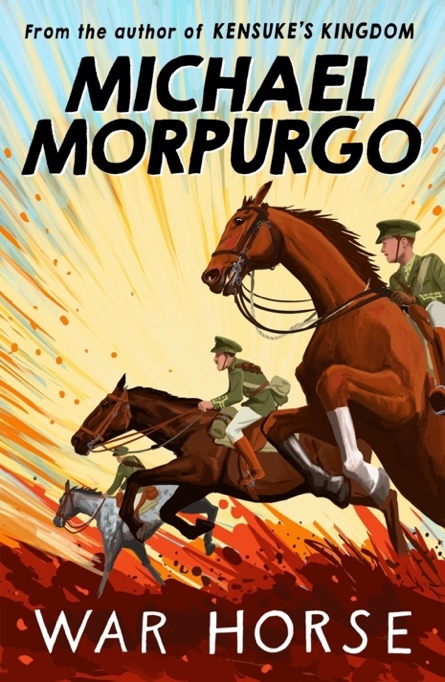 From the author of KENSUKE'S KINGDOM
MICHAEL
MORPURGO
WAR HORSE